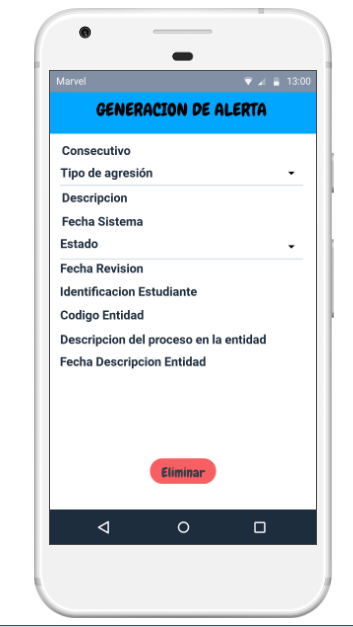 Marvel 13:00
GENERACION DE ALERTA
Consecutivo
Tipo de agresión
Descripcion
Fecha Sistema
Estado
Fecha Revision
Identificacion Estudiante
Codigo Entidad
Descripcion del proceso en la entidad
Fecha Descripcion Entidad
Eliminar